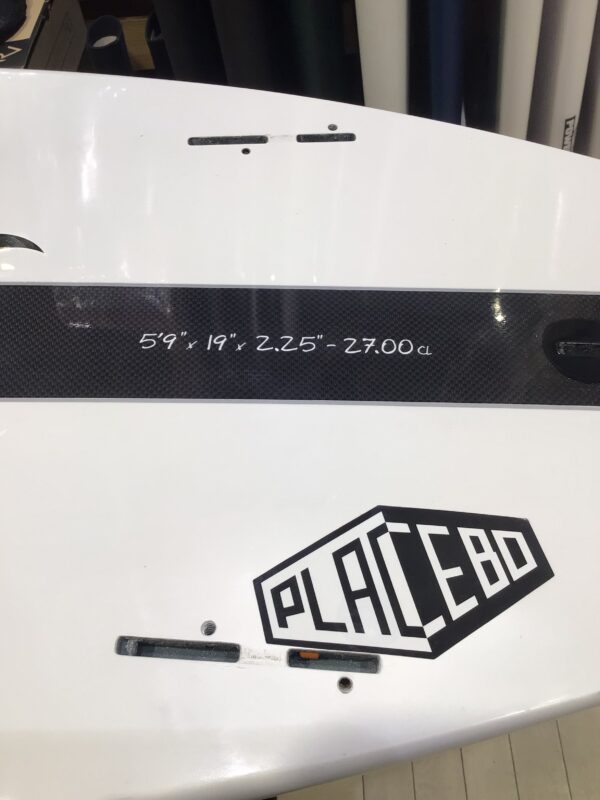 5'9" x 19" x 2.25" - 27.00 CL
PLACEBO